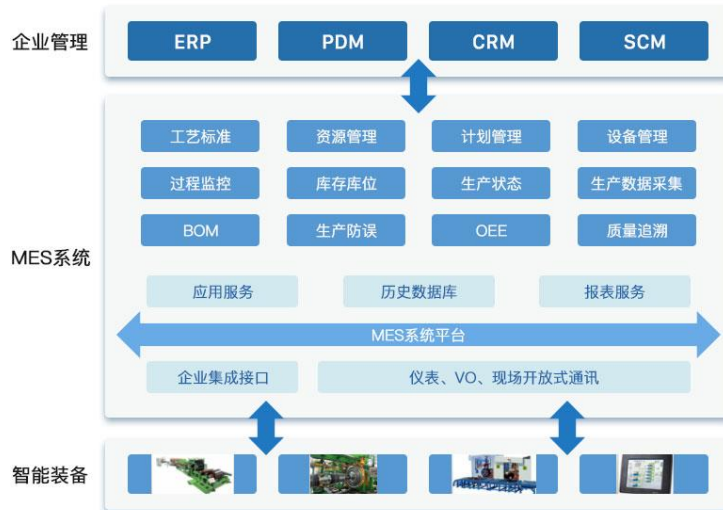 企业管理
ERP
PDM
CRM
SCM
MES系统
工艺标准
资源管理
计划管理
设备管理
过程监控
库存库位
生产状态
生产数据采集
BOM
生产防误
OEE
质量追溯
应用服务
历史数据库
报表服务
MES系统平台
企业集成接口
仪表、VO、现场开放式通讯
智能装备